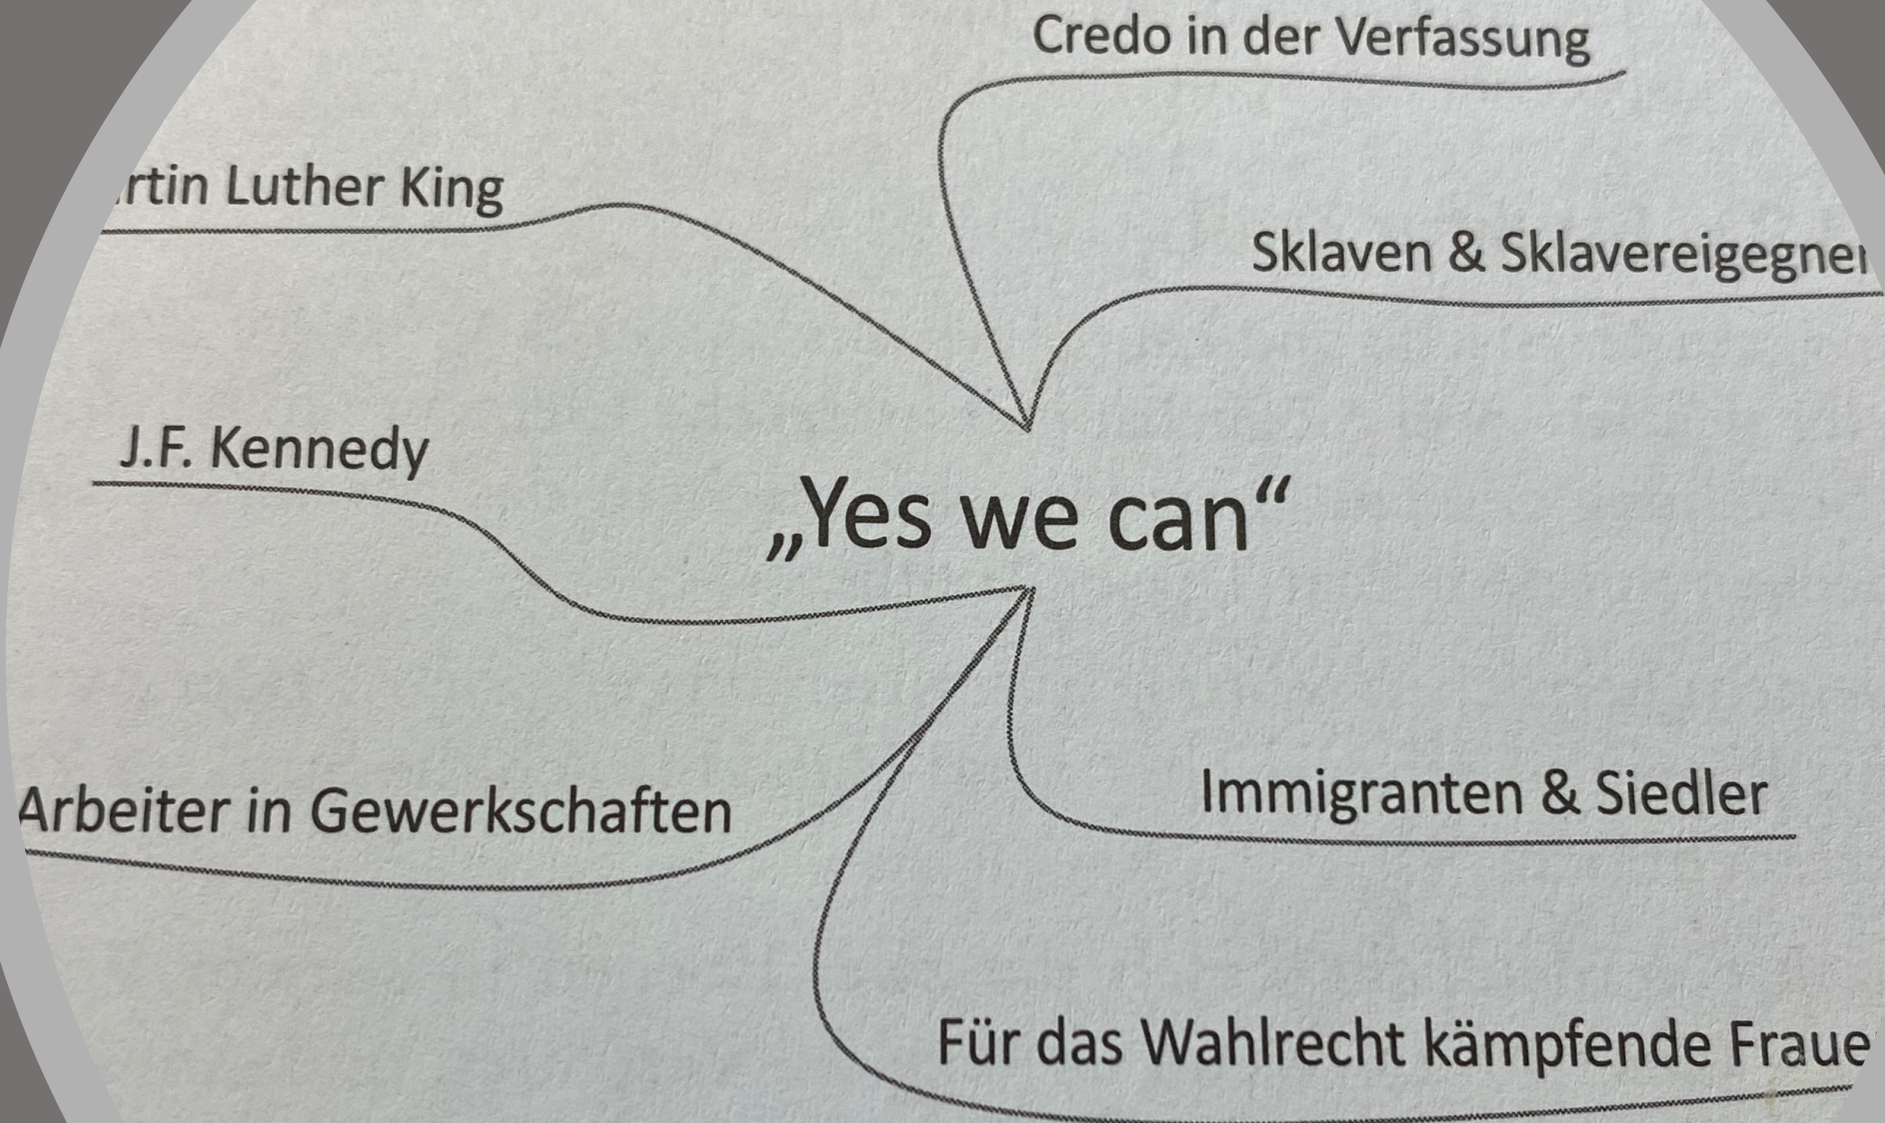 Credo in der Verfassung
rtin Luther King
Sklaven & Sklavereigegner
J.F. Kennedy
„Yes we can“
Immigranten & Siedler
Arbeiter in Gewerkschaften
Für das Wahlrecht kämpfende Fraue